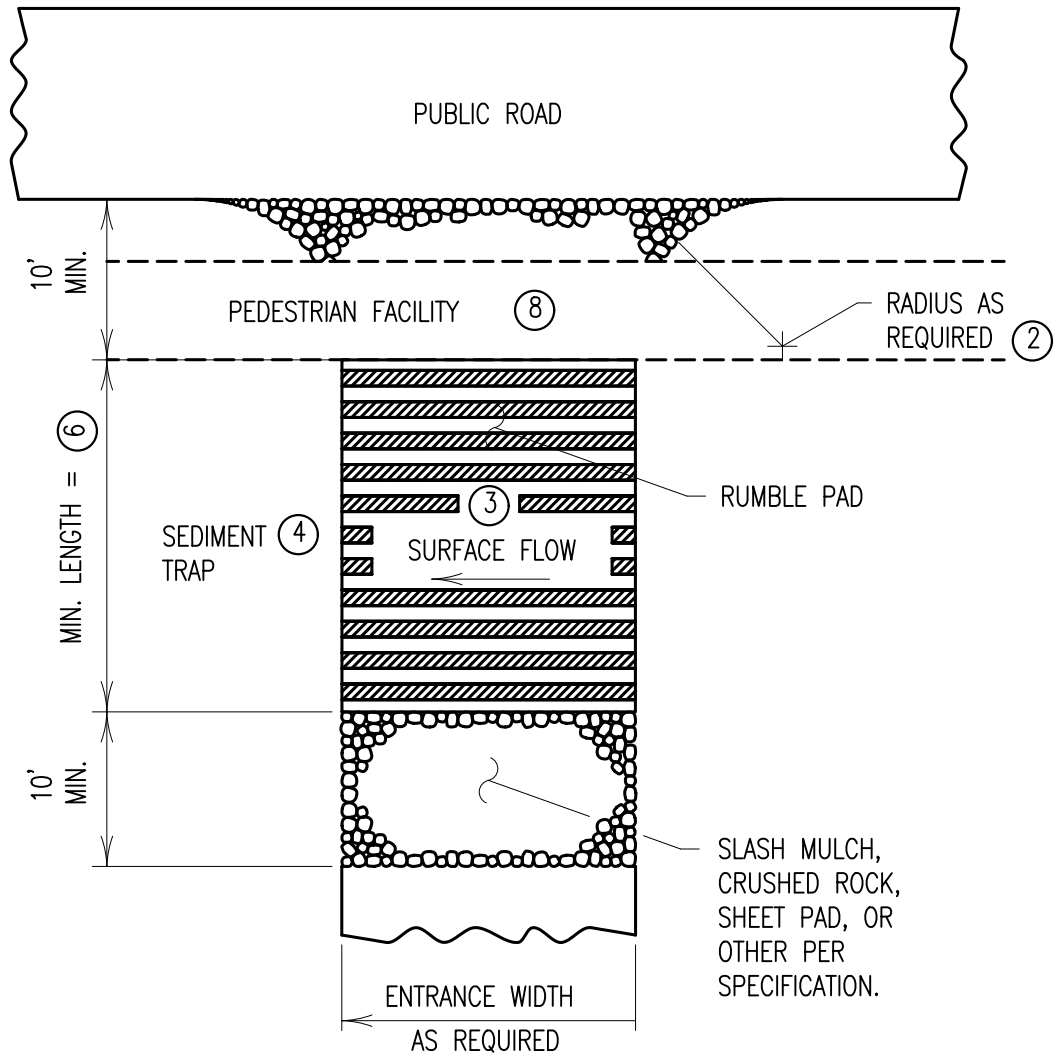 PUBLIC ROAD
10'
MIN.
PEDESTRIAN FACILITY 8
RADIUS AS
REQUIRED 2
MIN. LENGTH = 6
RUMBLE PAD
3
SEDIMENT 4
TRAP
SURFACE FLOW
10'
MIN.
SLASH MULCH,
CRUSHED ROCK,
SHEET PAD, OR
OTHER PER
SPECIFICATION.
ENTRANCE WIDTH
AS REQUIRED